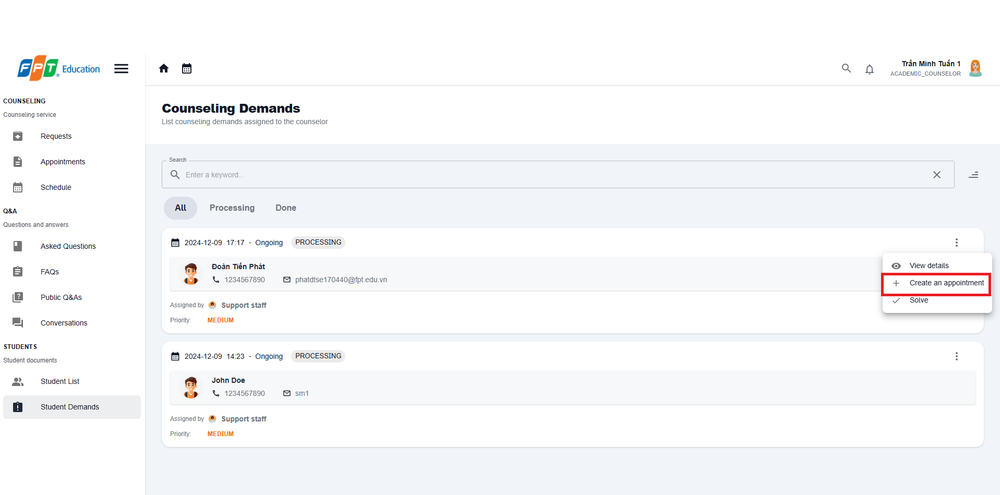 FPT Education
Trần Minh Tuấn 1
ACADEMIC_COUNSELOR
COUNSELING
Counseling service
Requests
Appointments
Schedule
Q&A
Questions and answers
Asked Questions
FAQs
Public Q&As
Conversations
STUDENTS
Student documents
Student List
Student Demands
Counseling Demands
List counseling demands assigned to the counselor
Search
Enter a keyword...
All Processing Done
2024-12-09 17:17 - Ongoing PROCESSING
Đoàn Tiến Phát
1234567890 phatdtse170440@fpt.edu.vn
Assigned by Support staff
Priority: MEDIUM
View details
Create an appointment
Solve
2024-12-09 14:23 - Ongoing PROCESSING
John Doe
1234567890 sm1
Assigned by Support staff
Priority: MEDIUM